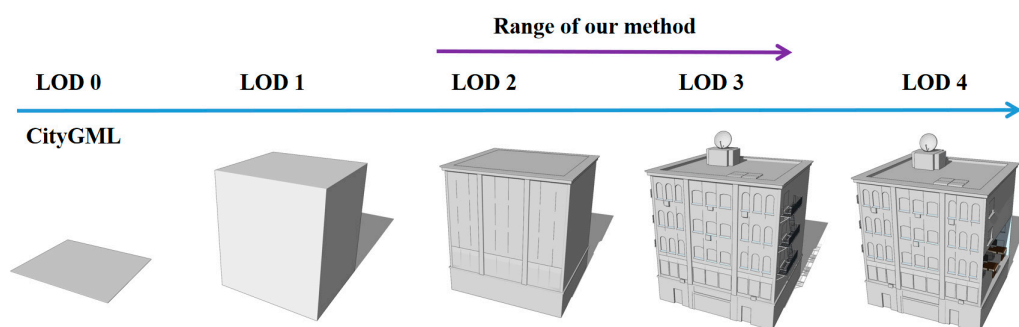 Range of our method
LOD 0 LOD 1 LOD 2 LOD 3 LOD 4
CityGML